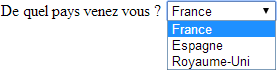 De quel pays venez vous ? France
France
Espagne
Royaume-Uni